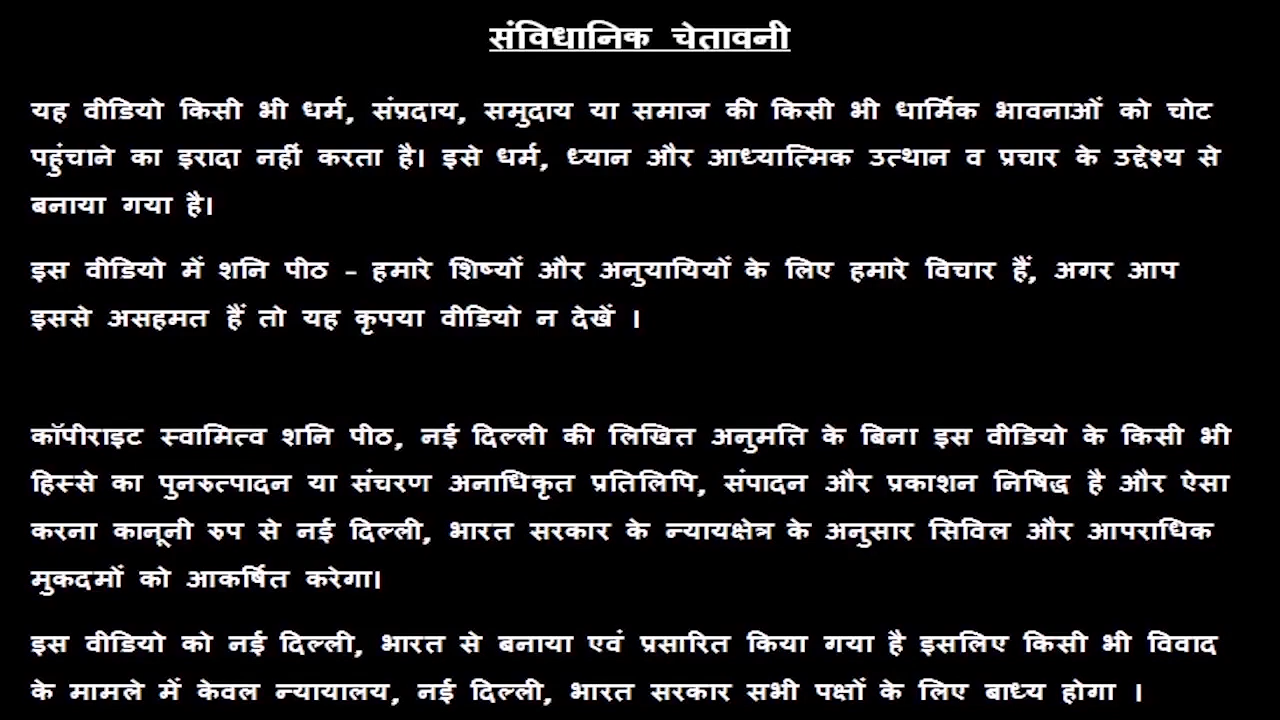 संविधानिक चेतावनी
यह वीडियो किसी भी धर्म, संप्रदाय, समुदाय या समाज की किसी भी धार्मिक भावनाओं को चोट
पहुंचाने का इरादा नहीं करता है। इसे धर्म, ध्यान और आध्यात्मिक उत्थान व प्रचार के उद्देश्य से
बनाया गया है।
इस वीडियो में शनि पीठ – हमारे शिष्यों और अनुयायियों के लिए हमारे विचार हैं, अगर आप
इससे असहमत हैं तो यह कृपया वीडियो न देखें ।
कॉपीराइट स्वामित्व शनि पीठ, नई दिल्ली की लिखित अनुमति के बिना इस वीडियो के किसी भी
हिस्से का पुनरुत्पादन या संचरण अनाधिकृत प्रतिलिपि, संपादन और प्रकाशन निषिद्ध है और ऐसा
करना कानूनी रुप से नई दिल्ली, भारत सरकार के न्यायक्षेत्र के अनुसार सिविल और आपराधिक
मुकदमों को आकर्षित करेगा।
इस वीडियो को नई दिल्ली, भारत से बनाया एवं प्रसारित किया गया है इसलिए किसी भी विवाद
के मामले में केवल न्यायालय, नई दिल्ली, भारत सरकार सभी पक्षों के लिए बाध्य होगा ।